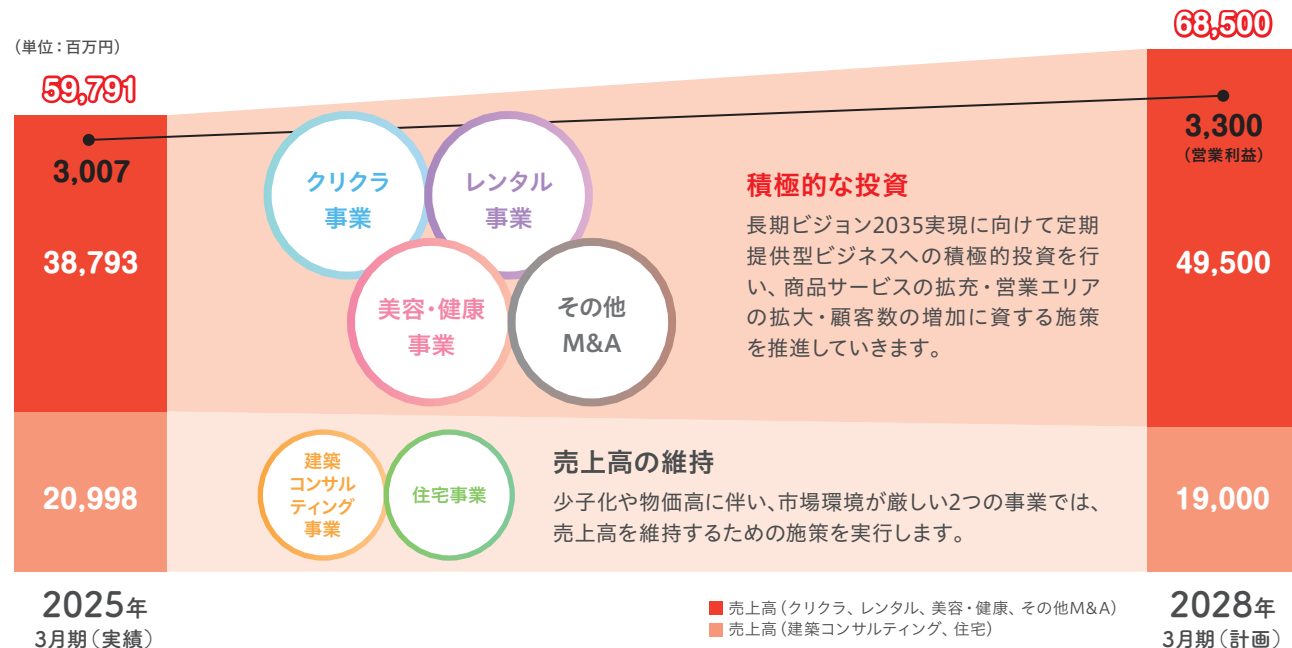 (単位：百万円)
59,791
3,007
38,793
20,998
2025年
3月期(実績)
クリクラ
事業
レンタル
事業
美容・健康
事業
その他
M&A
積極的な投資
長期ビジョン2035実現に向けて定期
提供型ビジネスへの積極的投資を行
い、商品サービスの拡充・営業エリア
の拡大・顧客数の増加に資する施策
を推進していきます。
建築
コンサル
ティング
事業
住宅事業
売上高の維持
少子化や物価高に伴い、市場環境が厳しい2つの事業では、
売上高を維持するための施策を実行します。
68,500
3,300
(営業利益)
49,500
19,000
2028年
3月期(計画)
売上高(クリクラ、レンタル、美容・健康、その他M&A)
売上高(建築コンサルティング、住宅)